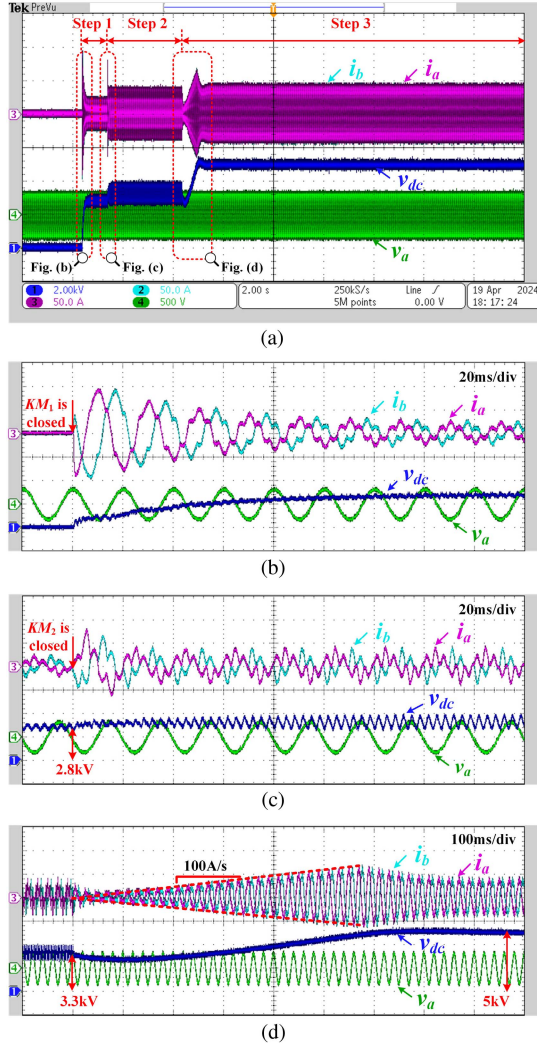 Tek PreVu
Step 1 Step 2 Step 3
i_b i_a
3
v_dc
4
v_a
1
Fig. (b) Fig. (c) Fig. (d)
1 2.00kV 2 50.0 A 2.00 s 250kS/s Line 19 Apr 2024
3 50.0 A 4 500 V 5M points 0.00 V 18:17:24
(a)
20ms/div
KM1 is
closed
i_b i_a
3
v_dc
4
1
v_a
(b)
20ms/div
KM2 is
closed
i_b i_a
3
v_dc
4
v_a
1
2.8kV
(c)
100ms/div
100A/s
i_b i_a
3
v_dc
4
1
3.3kV v_a 5kV
(d)